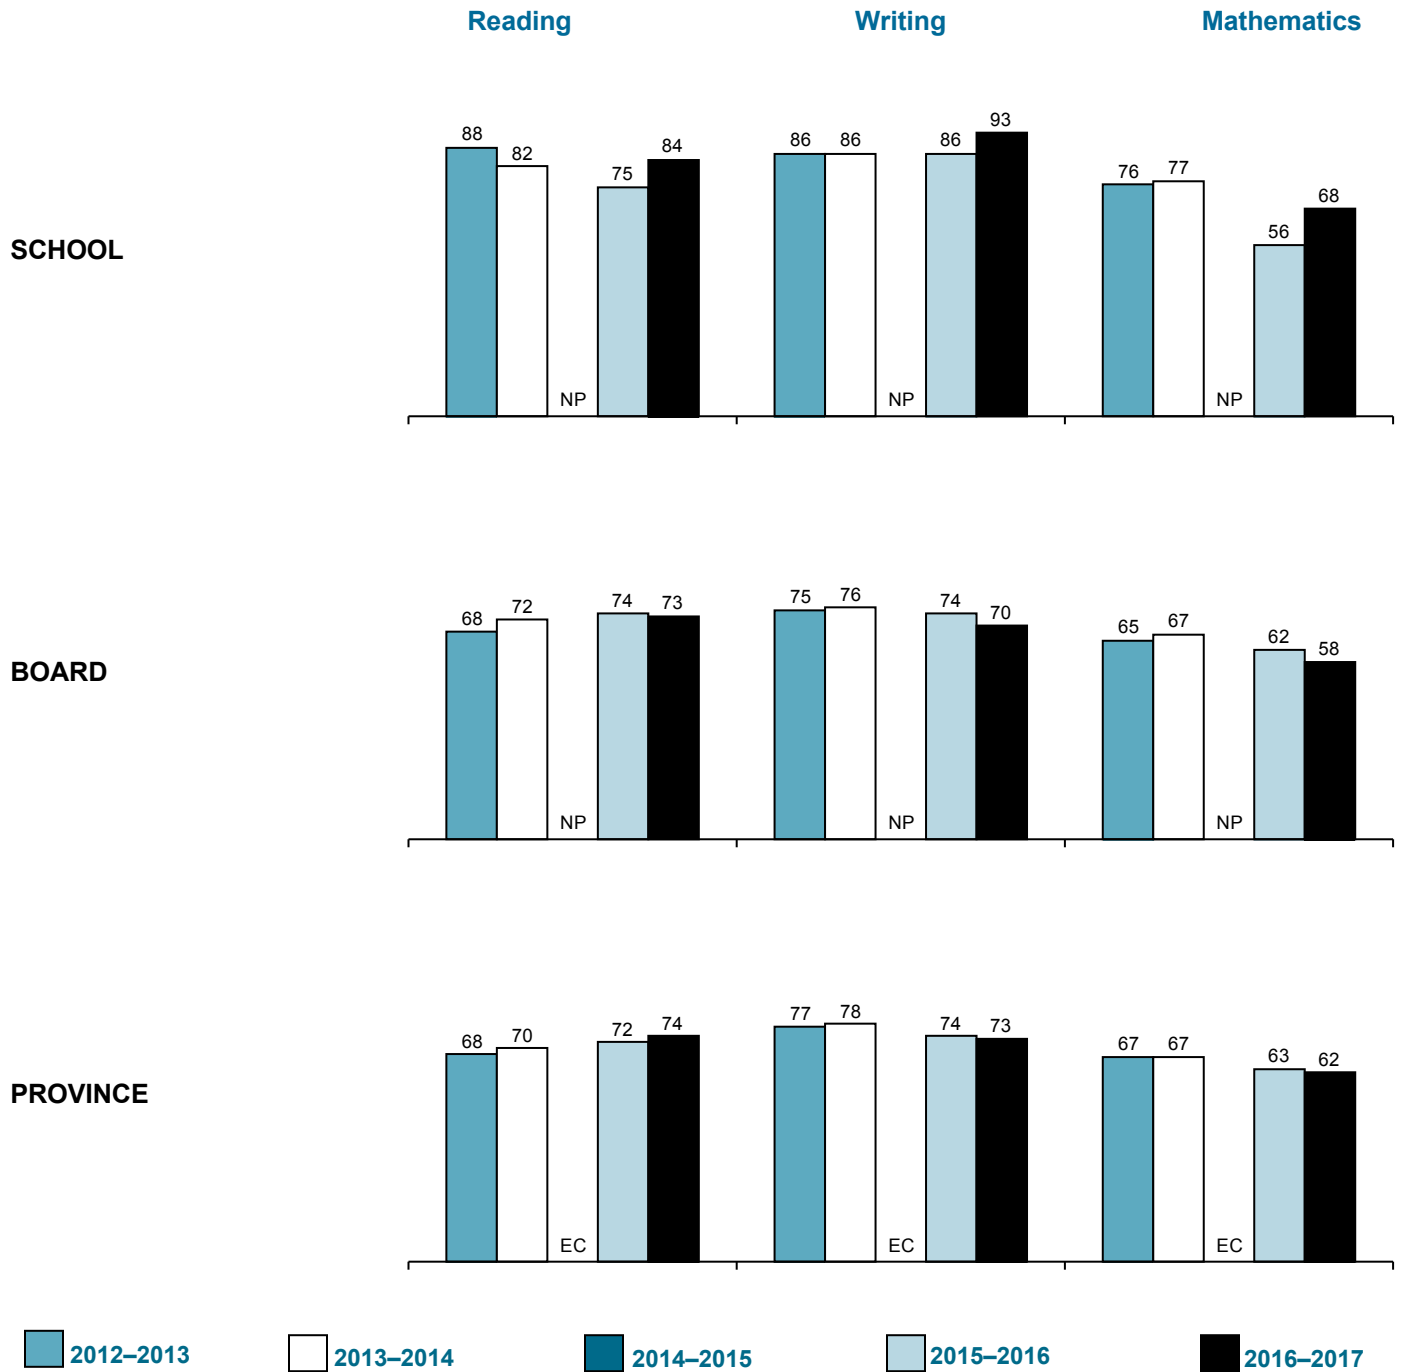 Reading Writing Mathematics
SCHOOL
88 82 NP 75 84 86 86 NP 86 93 76 77 NP 56 68
BOARD
68 72 NP 74 73 75 76 NP 74 70 65 67 NP 62 58
PROVINCE
68 70 EC 72 74 77 78 EC 74 73 67 67 EC 63 62
2012–2013 2013–2014 2014–2015 2015–2016 2016–2017